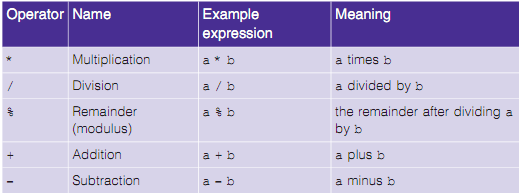 Operator Name Example expression Meaning
* Multiplication a * b a times b
/ Division a / b a divided by b
% Remainder (modulus) a % b the remainder after dividing a by b
+ Addition a + b a plus b
− Subtraction a − b a minus b